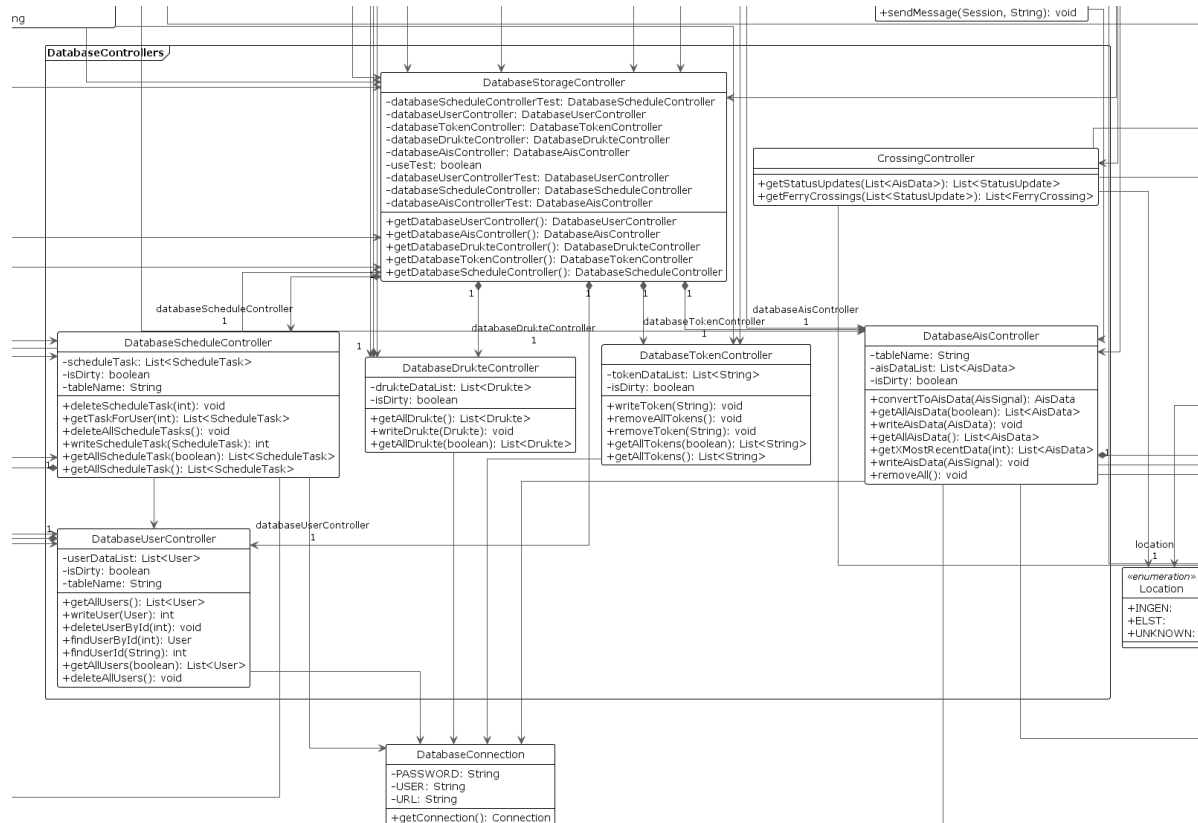 ng
+sendMessage(Session, String): void
DatabaseControllers
DatabaseStorageController
-databaseScheduleControllerTest: DatabaseScheduleController
-databaseUserController: DatabaseUserController
-databaseTokenController: DatabaseTokenController
-databaseDrukteController: DatabaseDrukteController
-databaseAisController: DatabaseAisController
-useTest: boolean
-databaseUserControllerTest: DatabaseUserController
-databaseScheduleController: DatabaseScheduleController
-databaseAisControllerTest: DatabaseAisController
+getDatabaseUserController(): DatabaseUserController
+getDatabaseAisController(): DatabaseAisController
+getDatabaseDrukteController(): DatabaseDrukteController
+getDatabaseTokenController(): DatabaseTokenController
+getDatabaseScheduleController(): DatabaseScheduleController
CrossingController
+getStatusUpdates(List<AisData>): List<StatusUpdate>
+getFerryCrossings(List<StatusUpdate>): List<FerryCrossing>
1
1 1 1 1
databaseScheduleController
1
databaseDrukteController
1
databaseTokenController
1
databaseAisController
1
1
DatabaseScheduleController
-scheduleTask: List<ScheduleTask>
-isDirty: boolean
-tableName: String
+deleteScheduleTask(int): void
+getTaskForUser(int): List<ScheduleTask>
+deleteAllScheduleTasks(): void
+writeScheduleTask(ScheduleTask): int
+getAllScheduleTask(boolean): List<ScheduleTask>
+getAllScheduleTask(): List<ScheduleTask>
1
DatabaseDrukteController
-drukteDataList: List<Drukte>
-isDirty: boolean
+getAllDrukte(): List<Drukte>
+writeDrukte(Drukte): void
+getAllDrukte(boolean): List<Drukte>
DatabaseTokenController
-tokenDataList: List<String>
-isDirty: boolean
+writeToken(String): void
+removeAllTokens(): void
+removeToken(String): void
+getAllTokens(boolean): List<String>
+getAllTokens(): List<String>
DatabaseAisController
-tableName: String
-aisDataList: List<AisData>
-isDirty: boolean
+convertToAisData(AisSignal): AisData
+getAllAisData(boolean): List<AisData>
+writeAisData(AisData): void
+getAllAisData(): List<AisData>
+getXMostRecentData(int): List<AisData>
+writeAisData(AisSignal): void
+removeAll(): void
1
databaseUserController
1
1
DatabaseUserController
-userDataList: List<User>
-isDirty: boolean
-tableName: String
+getAllUsers(): List<User>
+writeUser(User): int
+deleteUserById(int): void
+findUserById(int): User
+findUserId(String): int
+getAllUsers(boolean): List<User>
+deleteAllUsers(): void
location
1
«enumeration»
Location
+INGEN:
+ELST:
+UNKNOWN:
DatabaseConnection
-PASSWORD: String
-USER: String
-URL: String
+getConnection(): Connection